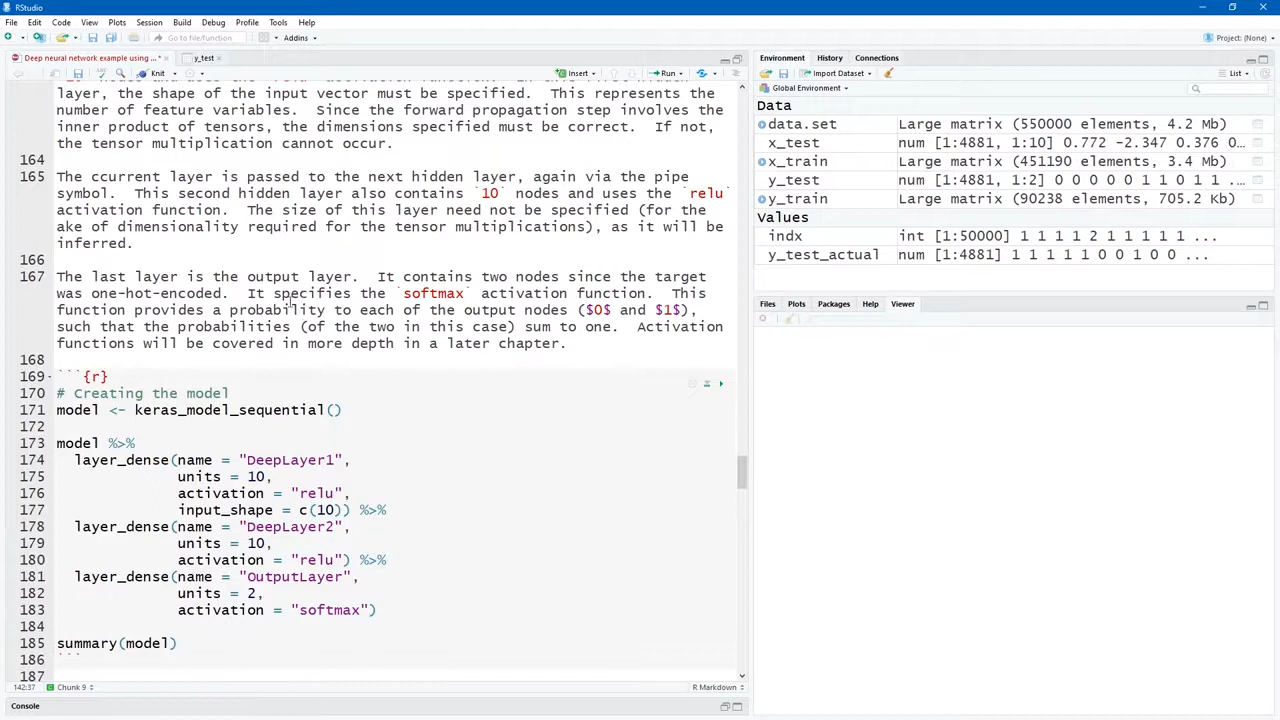 RStudio
File Edit Code View Plots Session Build Debug Profile Tools Help
Go to file/function Addins Project: (None)
Deep neural network example using ...* × y_test ×
Knit Insert Run
layer, the shape of the input vector must be specified. This represents the
number of feature variables. Since the forward propagation step involves the
inner product of tensors, the dimensions specified must be correct. If not,
the tensor multiplication cannot occur.
164
165 The ccurrent layer is passed to the next hidden layer, again via the pipe
symbol. This second hidden layer also contains `10` nodes and uses the `relu`
activation function. The size of this layer need not be specified (for the
ake of dimensionality required for the tensor multiplications), as it will be
inferred.
166
167 The last layer is the output layer. It contains two nodes since the target
was one-hot-encoded. It specifies the `softmax` activation function. This
function provides a probability to each of the output nodes ($0$ and $1$),
such that the probabilities (of the two in this case) sum to one. Activation
functions will be covered in more depth in a later chapter.
168
169 ```{r}
170 # Creating the model
171 model <- keras_model_sequential()
172
173 model %>%
174 layer_dense(name = "DeepLayer1",
175 units = 10,
176 activation = "relu",
177 input_shape = c(10)) %>%
178 layer_dense(name = "DeepLayer2",
179 units = 10,
180 activation = "relu") %>%
181 layer_dense(name = "OutputLayer",
182 units = 2,
183 activation = "softmax")
184
185 summary(model)
186 ```
187
142:37 Chunk 9 R Markdown
Console
Environment History Connections
Import Dataset List
Global Environment
Data
data.set Large matrix (550000 elements, 4.2 Mb)
x_test num [1:4881, 1:10] 0.772 -2.347 0.376 0...
x_train Large matrix (451190 elements, 3.4 Mb)
y_test num [1:4881, 1:2] 0 0 0 0 0 1 1 0 1 1 ...
y_train Large matrix (90238 elements, 705.2 Kb)
Values
indx int [1:50000] 1 1 1 1 2 1 1 1 1 1 ...
y_test_actual num [1:4881] 1 1 1 1 1 0 0 1 0 0 ...
Files Plots Packages Help Viewer